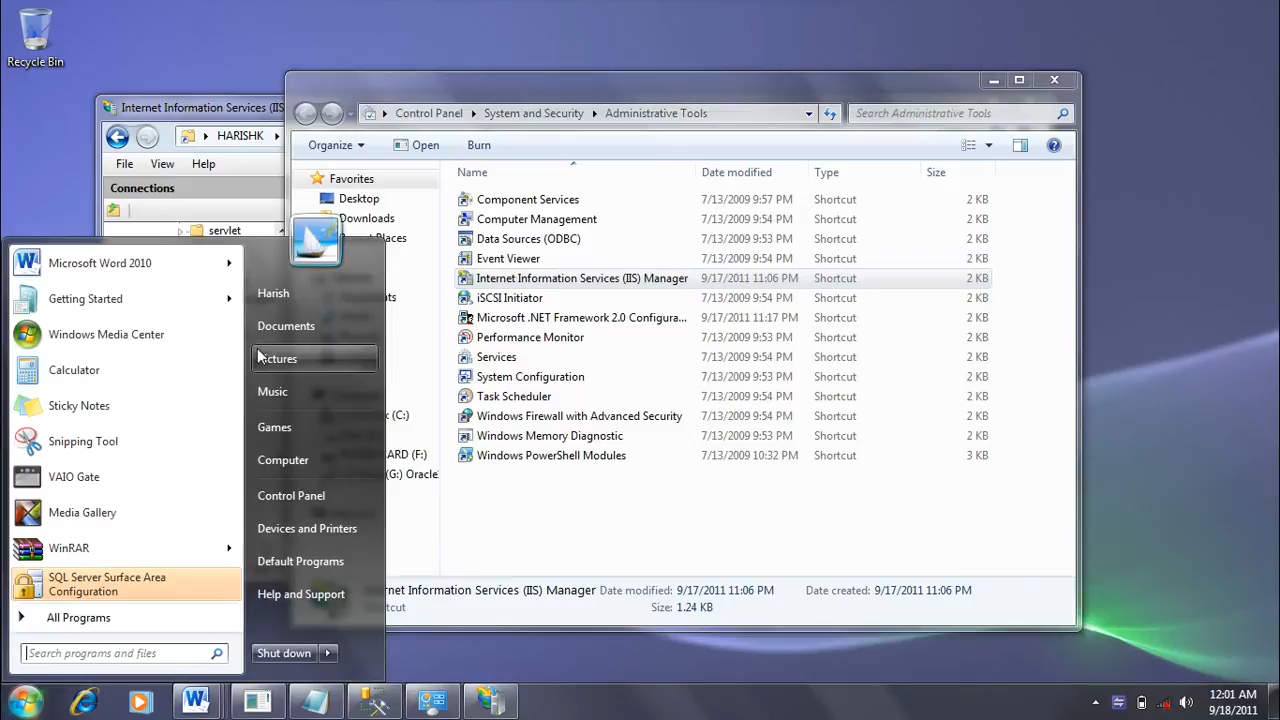 Recycle Bin
Internet Information Services (IIS
HARISHK
File View Help
Connections
servlet
Control Panel System and Security Administrative Tools
Search Administrative Tools
Organize Open Burn
Name Date modified Type Size
Favorites
Desktop
Downloads
Places
(C:)
ARD (F:)
(G:) Oracle
Component Services 7/13/2009 9:57 PM Shortcut 2 KB
Computer Management 7/13/2009 9:54 PM Shortcut 2 KB
Data Sources (ODBC) 7/13/2009 9:53 PM Shortcut 2 KB
Event Viewer 7/13/2009 9:54 PM Shortcut 2 KB
Internet Information Services (IIS) Manager 9/17/2011 11:06 PM Shortcut 2 KB
iSCSI Initiator 7/13/2009 9:54 PM Shortcut 2 KB
Microsoft .NET Framework 2.0 Configura... 9/17/2011 11:17 PM Shortcut 2 KB
Performance Monitor 7/13/2009 9:53 PM Shortcut 2 KB
Services 7/13/2009 9:54 PM Shortcut 2 KB
System Configuration 7/13/2009 9:53 PM Shortcut 2 KB
Task Scheduler 7/13/2009 9:54 PM Shortcut 2 KB
Windows Firewall with Advanced Security 7/13/2009 9:54 PM Shortcut 2 KB
Windows Memory Diagnostic 7/13/2009 9:53 PM Shortcut 2 KB
Windows PowerShell Modules 7/13/2009 10:32 PM Shortcut 3 KB
rnet Information Services (IIS) Manager Date modified: 9/17/2011 11:06 PM Date created: 9/17/2011 11:06 PM
rtcut Size: 1.24 KB
Microsoft Word 2010
Getting Started
Windows Media Center
Calculator
Sticky Notes
Snipping Tool
VAIO Gate
Media Gallery
WinRAR
SQL Server Surface Area
Configuration
All Programs
Search programs and files
Harish
Documents
ictures
Music
Games
Computer
Control Panel
Devices and Printers
Default Programs
Help and Support
Shut down
12:01 AM
9/18/2011